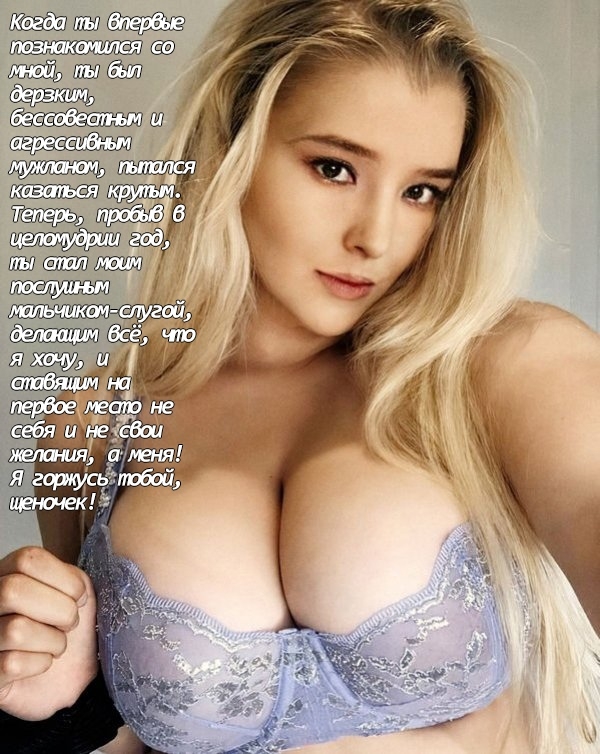 Когда ты впервые
познакомился со
мной, ты был
дерзким,
бессовестным и
агрессивным
мужланом, пытался
казаться крутым.
Теперь, пробыв в
целомудрии год,
ты стал моим
послушным
мальчиком-слугой,
делающим всё, что
я хочу, и
ставящим на
первое место не
себя и не свои
желания, а меня!
Я горжусь тобой,
щеночек!